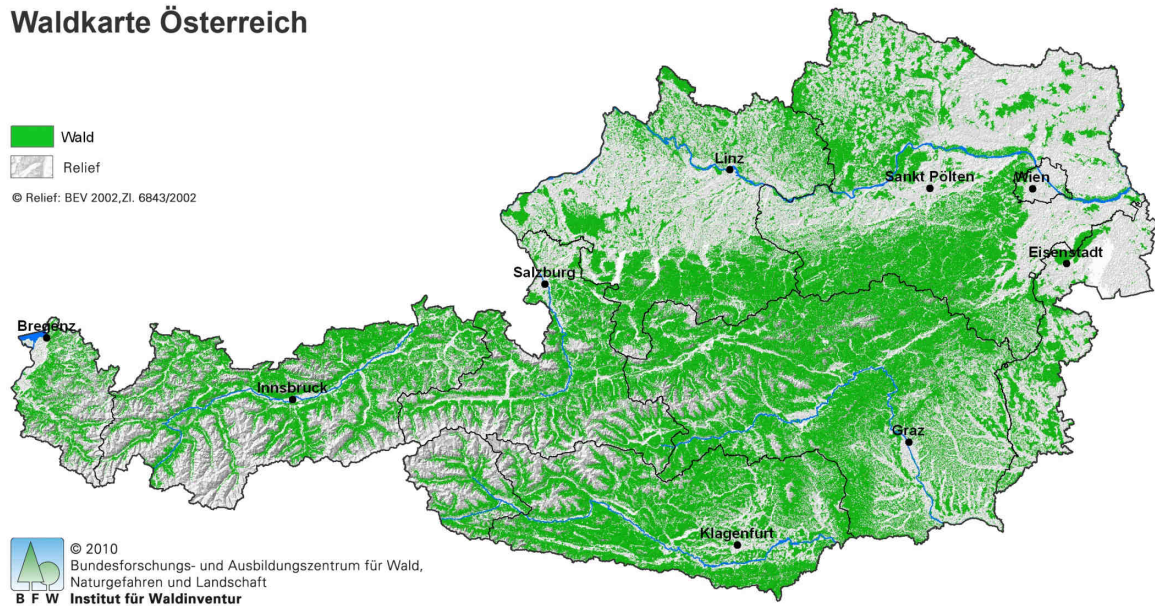 Waldkarte Österreich
Wald
Relief
© Relief: BEV 2002,Zl. 6843/2002
Linz
Sankt Pölten
Wien
Eisenstadt
Salzburg
Bregenz
Innsbruck
Graz
Klagenfurt
© 2010
Bundesforschungs- und Ausbildungszentrum für Wald,
Naturgefahren und Landschaft
B F W Institut für Waldinventur